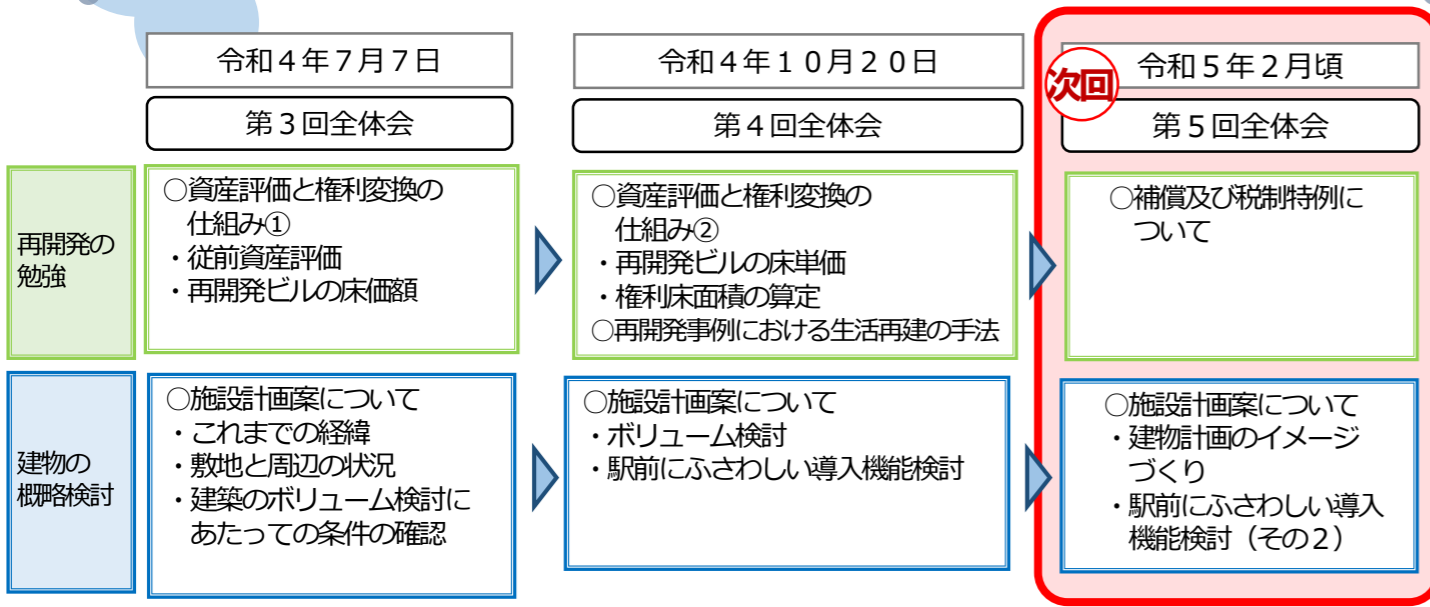 令和４年７月７日
令和４年１０月２０日
次回
令和５年２月頃
第３回全体会
第４回全体会
第５回全体会
再開発の
勉強
○資産評価と権利変換の
仕組み①
・従前資産評価
・再開発ビルの床価額
○資産評価と権利変換の
仕組み②
・再開発ビルの床単価
・権利床面積の算定
○再開発事例における生活再建の手法
○補償及び税制特例に
ついて
建物の
概略検討
○施設計画案について
・これまでの経緯
・敷地と周辺の状況
・建築のボリューム検討に
あたっての条件の確認
○施設計画案について
・ボリューム検討
・駅前にふさわしい導入機能検討
○施設計画案について
・建物計画のイメージ
づくり
・駅前にふさわしい導入
機能検討（その２）